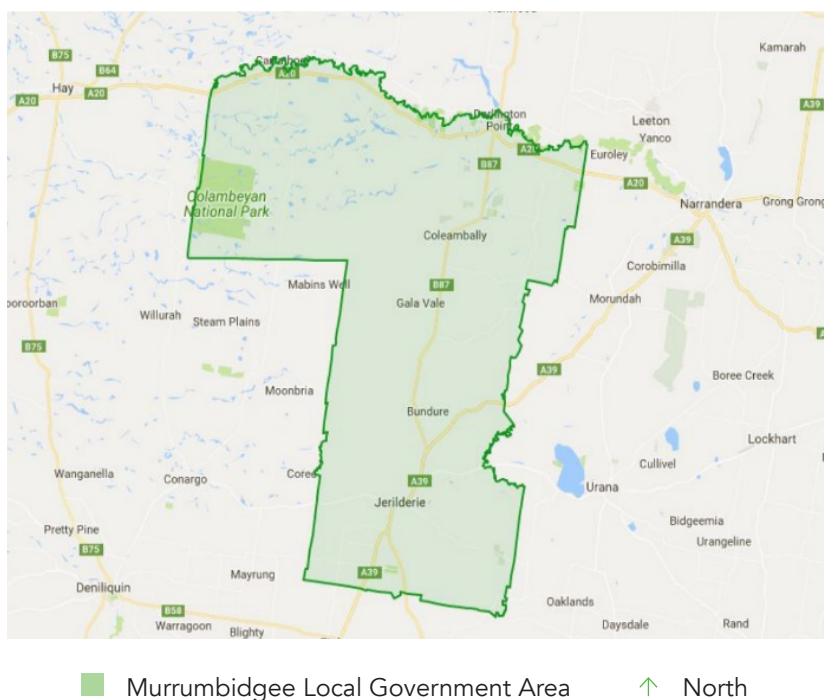 Kamarah
B75
B64
A20
Hay
A20
A20
A39
Darlington
Point
Leeton
Yanco
A20
Euroley
B87
A20
Oolambeyan
National Park
Narrandera
Grong Grong
Coleambally
A39
Corobimilla
Mabins Well
B87
Gala Vale
Morundah
Willurah
Steam Plains
B75
A39
Boree Creek
Moonbria
Bundure
Lockhart
Wanganella
Conargo
A39
Cullivel
Urana
Jerilderie
Pretty Pine
Bidgeemia
Urangeline
B75
Mayrung
A39
Deniliquin
B58
Warragoon
Blighty
Oaklands
Daysdale
Rand
Murrumbidgee Local Government Area
↑ North